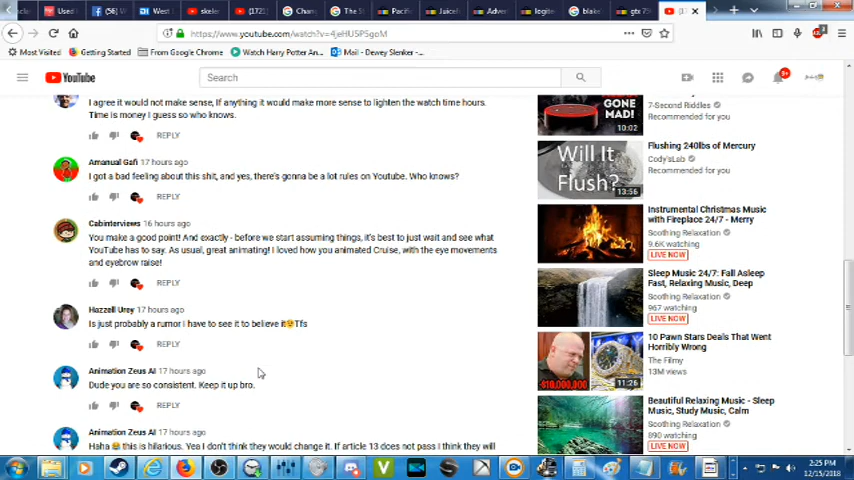 Used
(56)
West
skele
(172)
Chan
The S
Pacific
Juiceb
Adver
legitim
blake
gtx 75
https://www.youtube.com/watch?v=4jeHU5PSgoM
Most Visited Getting Started From Google Chrome Watch Harry Potter An... Mail - Dewey Slenker -...
YouTube Search 9+
I agree it would not make sense, If anything it would make more sense to lighten the watch time hours.
Time is money I guess so who knows.
REPLY
Amanual Gafi 17 hours ago
I got a bad feeling about this shit, and yes, there's gonna be a lot rules on Youtube. Who knows?
REPLY
Cabinterviews 16 hours ago
You make a good point! And exactly - before we start assuming things, it's best to just wait and see what
YouTube has to say. As usual, great animating! I loved how you animated Cruise, with the eye movements
and eyebrow raise!
REPLY
Hazzell Urey 17 hours ago
Is just probably a rumor I have to see it to believe it😉Tfs
REPLY
Animation Zeus AI 17 hours ago
Dude you are so consistent. Keep it up bro.
REPLY
Animation Zeus AI 17 hours ago
Haha 😂 this is hilarious. Yea I don't think they would change it. If article 13 does not pass I think they will
GONE
MAD!
10:02
7-Second Riddles
Recommended for you
Will It
Flush?
13:56
Flushing 240lbs of Mercury
Cody'sLab
Recommended for you
Instrumental Christmas Music
with Fireplace 24/7 - Merry
Soothing Relaxation
9.6K watching
LIVE NOW
Sleep Music 24/7: Fall Asleep
Fast, Relaxing Music, Deep
Soothing Relaxation
967 watching
LIVE NOW
$10,000,000
11:26
10 Pawn Stars Deals That Went
Horribly Wrong
The Filmy
13M views
Beautiful Relaxing Music - Sleep
Music, Study Music, Calm
Soothing Relaxation
890 watching
LIVE NOW
2:25 PM
12/15/2018